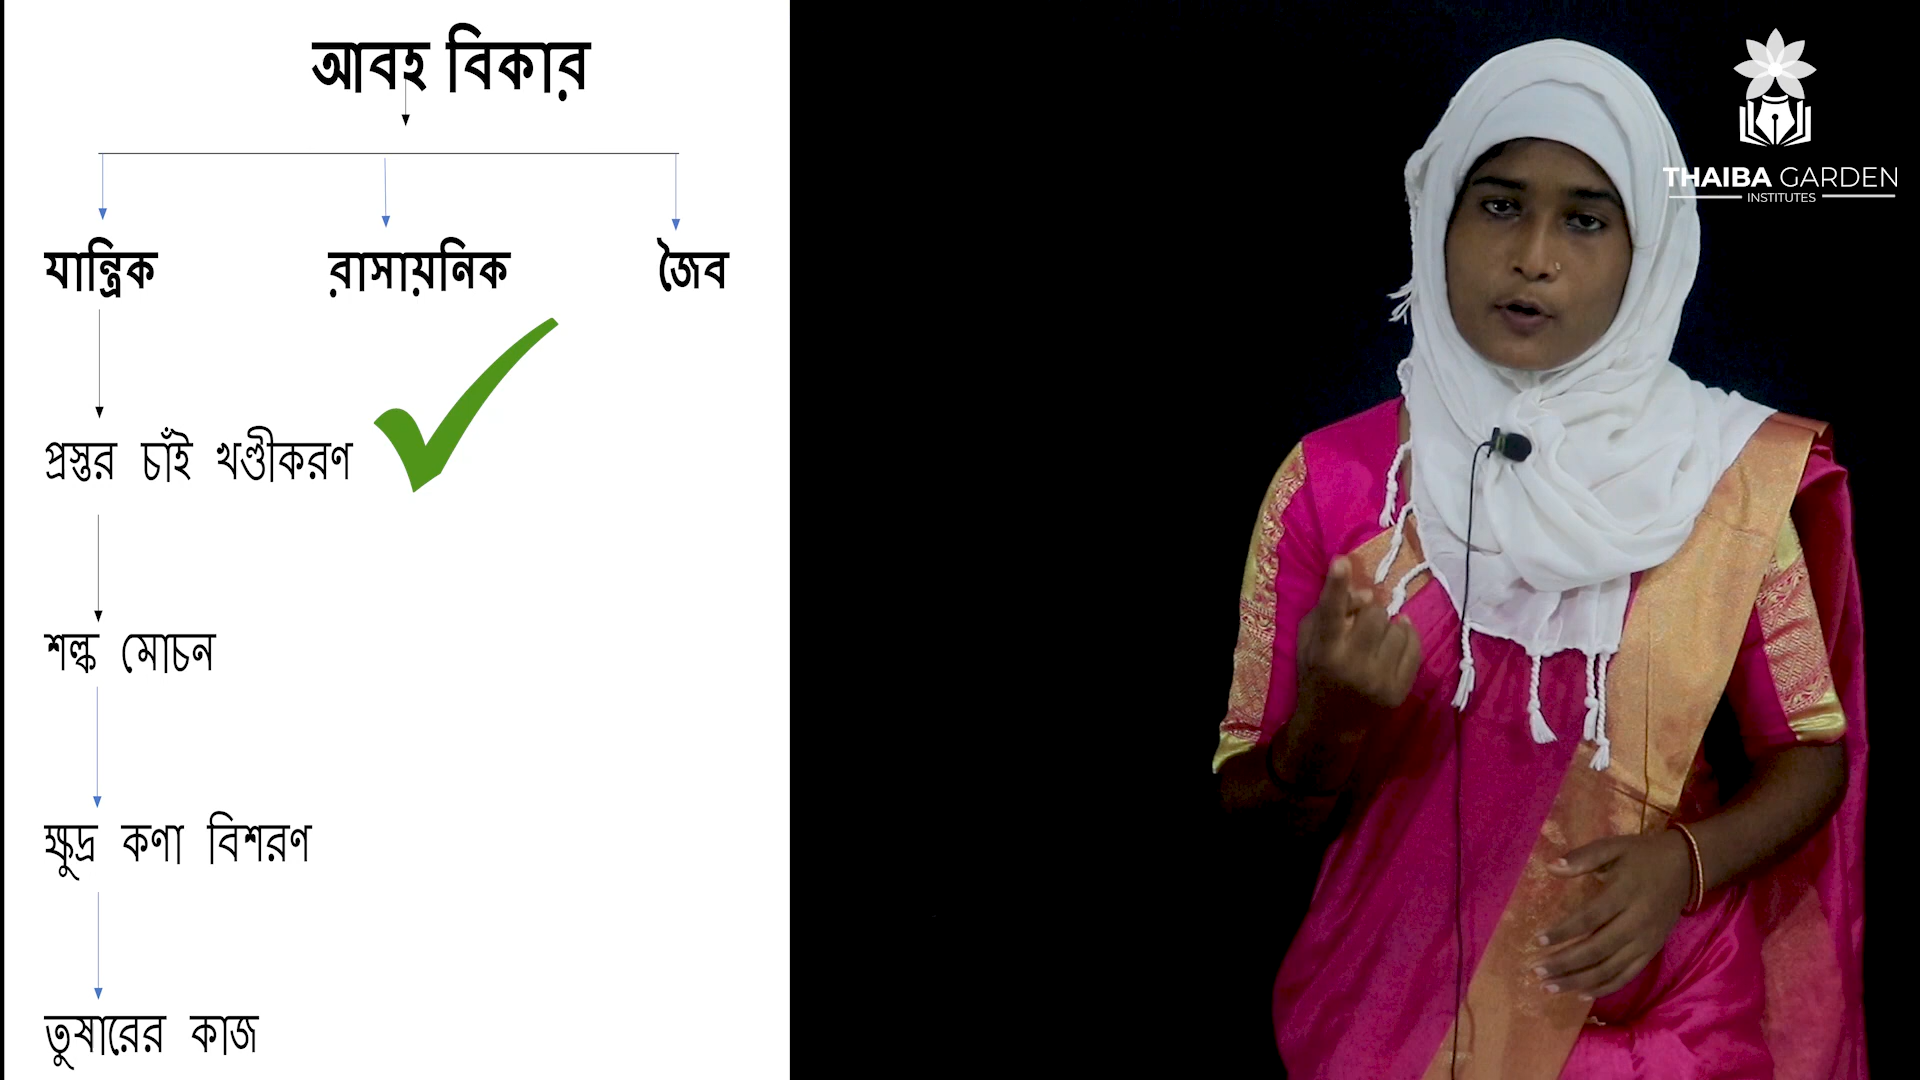 আবহ বিকার
যান্ত্রিক রাসায়নিক জৈব
প্রস্তর চাঁই খণ্ডীকরণ
শল্ক মোচন
ক্ষুদ্র কণা বিশরণ
তুষারের কাজ
THAIBA GARDEN
INSTITUTES